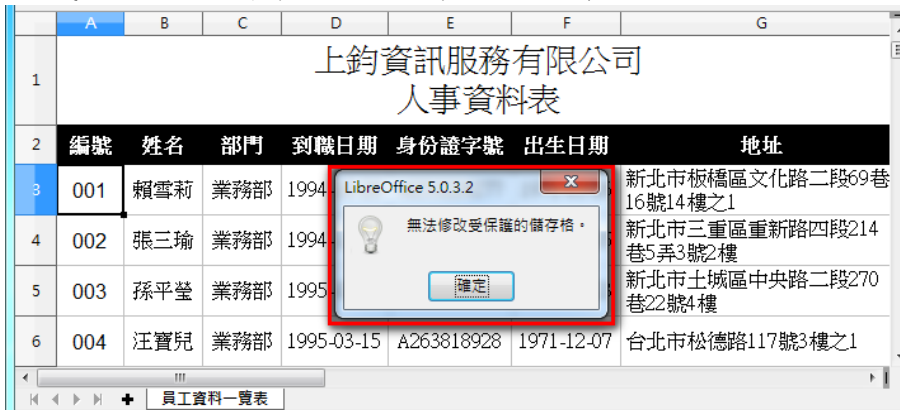 A B C D E F G
1 上鈞資訊服務有限公司
人事資料表
2 編號 姓名 部門 到職日期 身份證字號 出生日期 地址
3 001 賴雪莉 業務部 1994- 新北市板橋區文化路二段69巷
16號14樓之1
LibreOffice 5.0.3.2
無法修改受保護的儲存格。
確定
4 002 張三瑜 業務部 1994- 新北市三重區重新路四段214
巷5弄3號2樓
5 003 孫平瑩 業務部 1995- 新北市土城區中央路二段270
巷22號4樓
6 004 汪寶兒 業務部 1995-03-15 A263818928 1971-12-07 台北市松德路117號3樓之1
員工資料一覽表